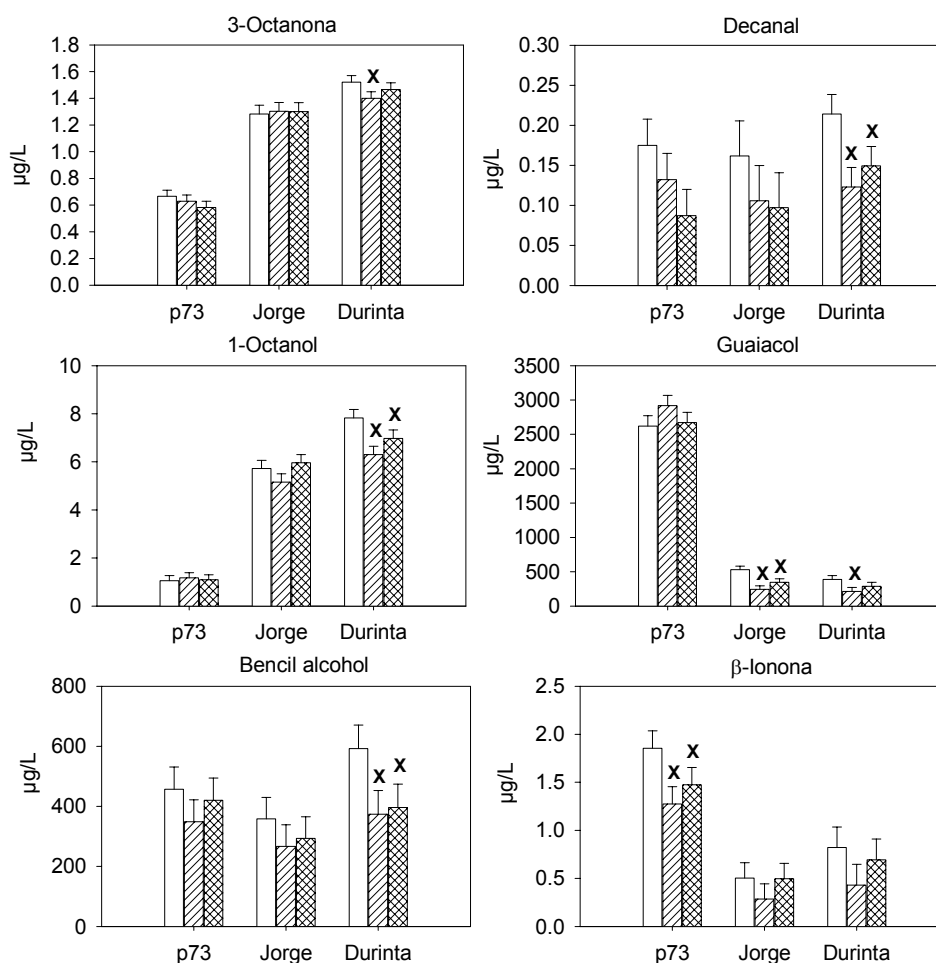 3-Octanona
µg/L
1.8
1.6
1.4
1.2
1.0
0.8
0.6
0.4
0.2
0.0
X
p73 Jorge Durinta
Decanal
µg/L
0.30
0.25
0.20
0.15
0.10
0.05
0.00
X X
p73 Jorge Durinta
1-Octanol
µg/L
10
8
6
4
2
0
X X
p73 Jorge Durinta
Guaiacol
µg/L
3500
3000
2500
2000
1500
1000
500
0
X X X
p73 Jorge Durinta
Bencil alcohol
µg/L
800
600
400
200
0
X X
p73 Jorge Durinta
β-Ionona
µg/L
2.5
2.0
1.5
1.0
0.5
0.0
X X
p73 Jorge Durinta